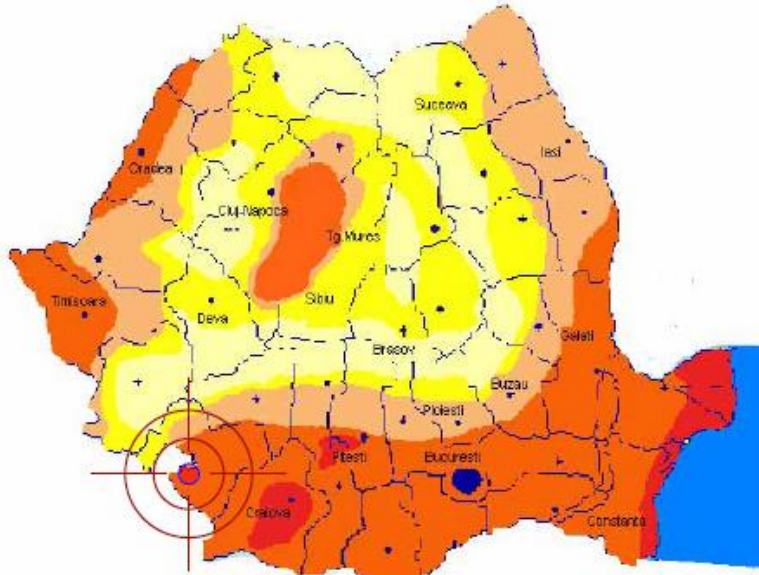 Suceava
Iasi
Oradea
Cluj-Napoca
Tg.Mures
Timisoara
Sibiu
Deva
Galati
Brasov
Buzau
Ploiesti
Pitesti
Bucuresti
Craiova
Constanta